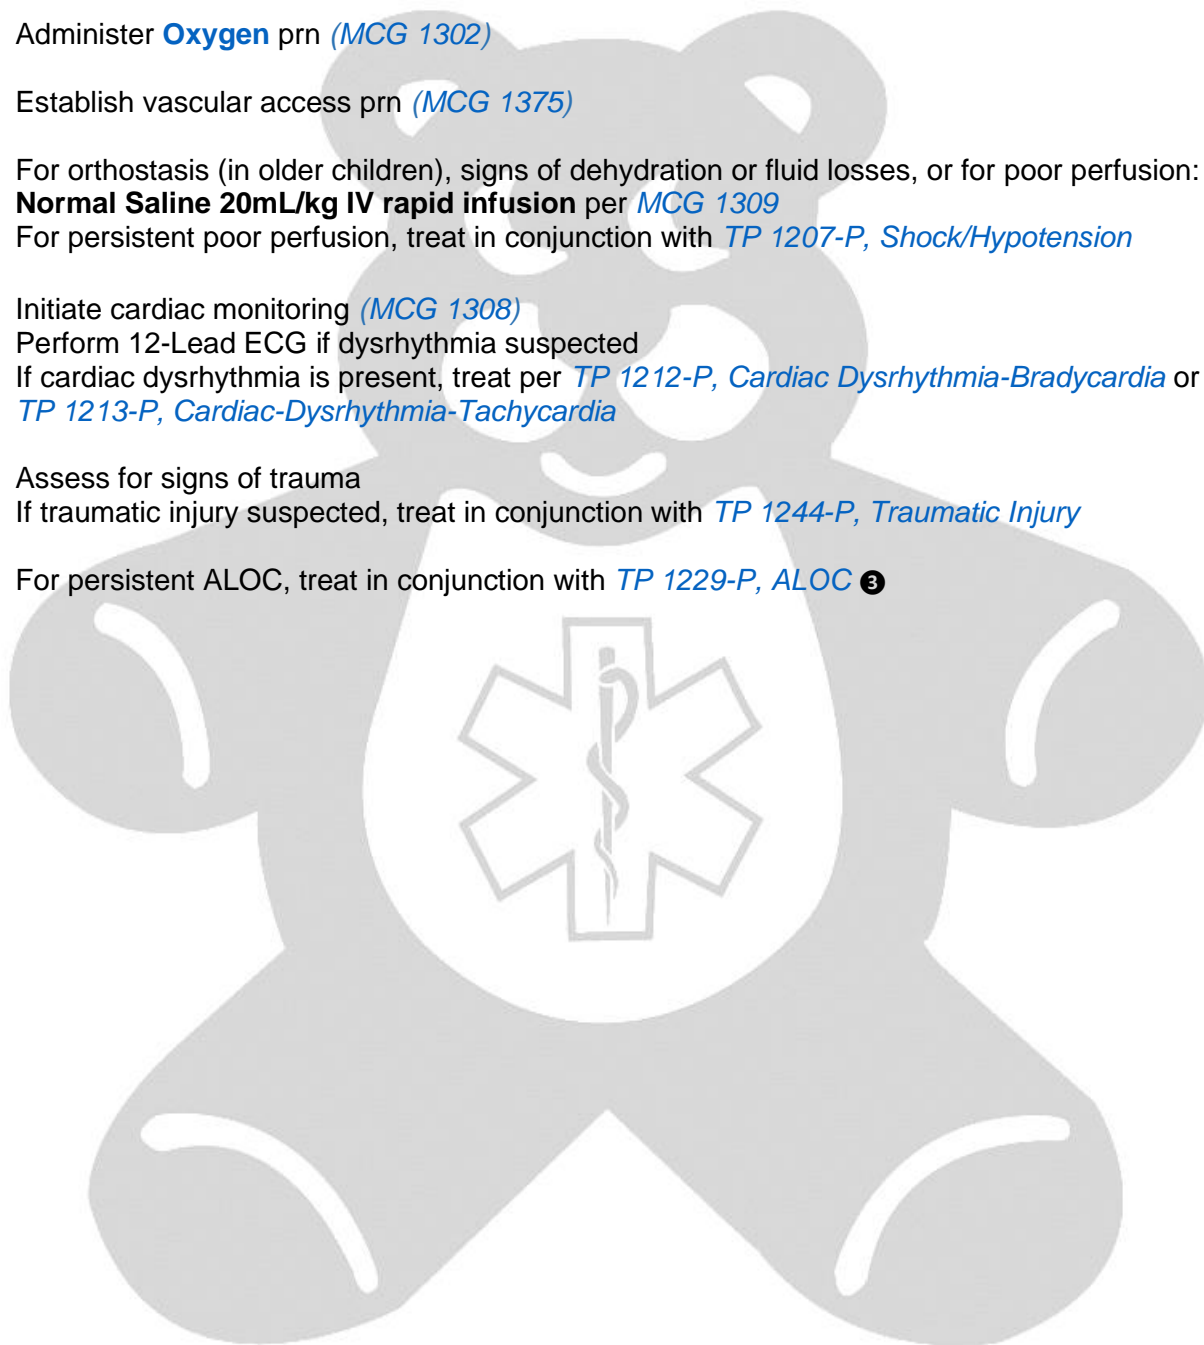 Administer Oxygen prn (MCG 1302)
Establish vascular access prn (MCG 1375)
For orthostasis (in older children), signs of dehydration or fluid losses, or for poor perfusion:
Normal Saline 20mL/kg IV rapid infusion per MCG 1309
For persistent poor perfusion, treat in conjunction with TP 1207-P, Shock/Hypotension
Initiate cardiac monitoring (MCG 1308)
Perform 12-Lead ECG if dysrhythmia suspected
If cardiac dysrhythmia is present, treat per TP 1212-P, Cardiac Dysrhythmia-Bradycardia or
TP 1213-P, Cardiac-Dysrhythmia-Tachycardia
Assess for signs of trauma
If traumatic injury suspected, treat in conjunction with TP 1244-P, Traumatic Injury
For persistent ALOC, treat in conjunction with TP 1229-P, ALOC ❸